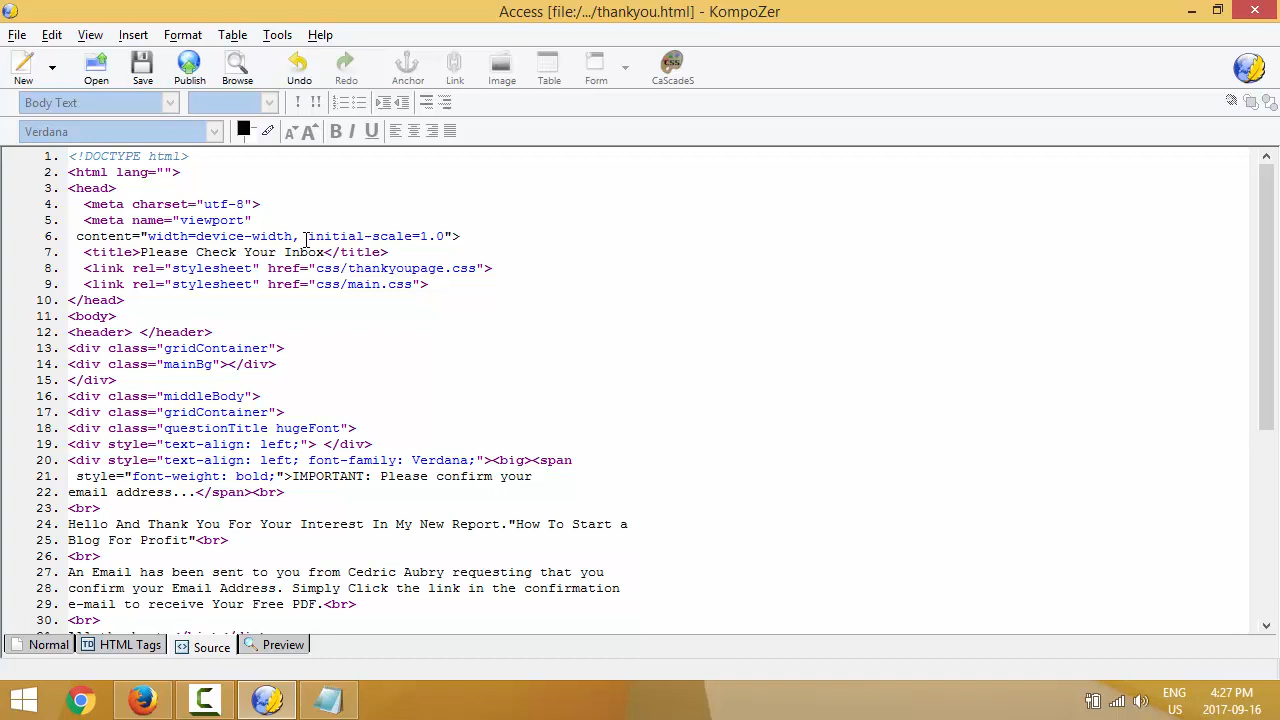 Access [file:/.../thankyou.html] - KompoZer
File Edit View Insert Format Table Tools Help
New Open Save Publish Browse Undo Redo Anchor Link Image Table Form CaScadeS
Body Text
Verdana
1. <!DOCTYPE html>
2. <html lang="">
3. <head>
4. <meta charset="utf-8">
5. <meta name="viewport"
6. content="width=device-width, initial-scale=1.0">
7. <title>Please Check Your Inbox</title>
8. <link rel="stylesheet" href="css/thankyoupage.css">
9. <link rel="stylesheet" href="css/main.css">
10. </head>
11. <body>
12. <header> </header>
13. <div class="gridContainer">
14. <div class="mainBg"></div>
15. </div>
16. <div class="middleBody">
17. <div class="gridContainer">
18. <div class="questionTitle hugeFont">
19. <div style="text-align: left;"> </div>
20. <div style="text-align: left; font-family: Verdana;"><big><span
21. style="font-weight: bold;">IMPORTANT: Please confirm your
22. email address...</span><br>
23. <br>
24. Hello And Thank You For Your Interest In My New Report."How To Start a
25. Blog For Profit"<br>
26. <br>
27. An Email has been sent to you from Cedric Aubry requesting that you
28. confirm your Email Address. Simply Click the link in the confirmation
29. e-mail to receive Your Free PDF.<br>
30. <br>
Normal HTML Tags Source Preview
ENG 4:27 PM
US 2017-09-16